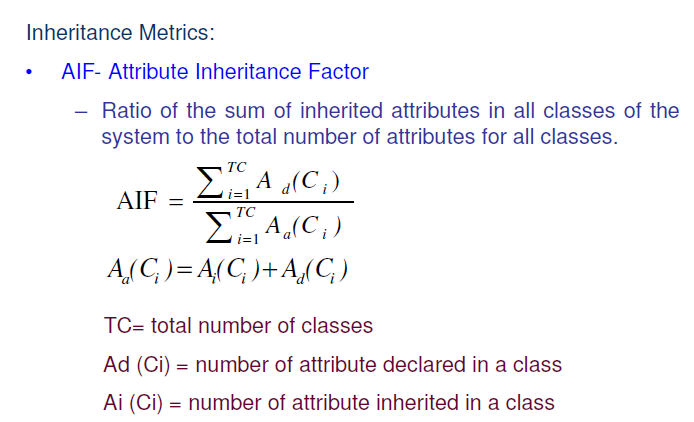 Inheritance Metrics:
• AIF- Attribute Inheritance Factor
– Ratio of the sum of inherited attributes in all classes of the
system to the total number of attributes for all classes.
AIF = \frac{\sum_{i=1}^{TC} A_d(C_i)}{\sum_{i=1}^{TC} A_a(C_i)}
A_a(C_i)=A_i(C_i)+A_d(C_i)
TC= total number of classes
Ad (Ci) = number of attribute declared in a class
Ai (Ci) = number of attribute inherited in a class